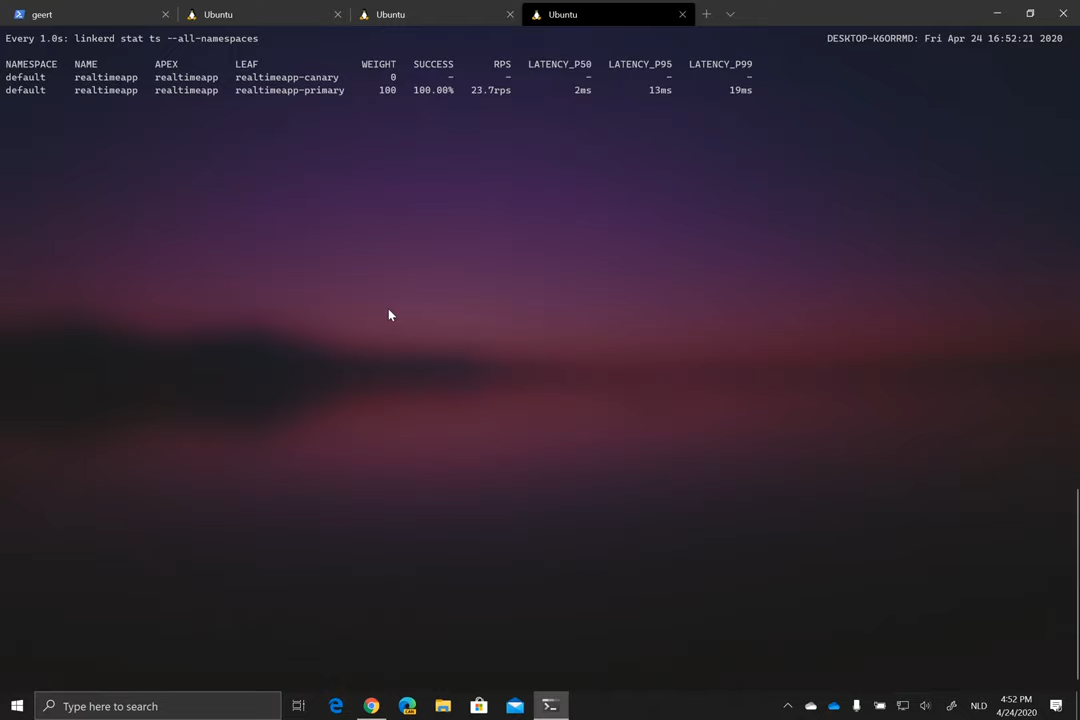 geert
Ubuntu
Ubuntu
Ubuntu
Every 1.0s: linkerd stat ts --all-namespaces
DESKTOP-K6ORRMD: Fri Apr 24 16:52:21 2020
NAMESPACE NAME APEX LEAF WEIGHT SUCCESS RPS LATENCY_P50 LATENCY_P95 LATENCY_P99
default realtimeapp realtimeapp realtimeapp-canary 0 - - - - -
default realtimeapp realtimeapp realtimeapp-primary 100 100.00% 23.7rps 2ms 13ms 19ms
Type here to search
CAN
NLD
4:52 PM
4/24/2020